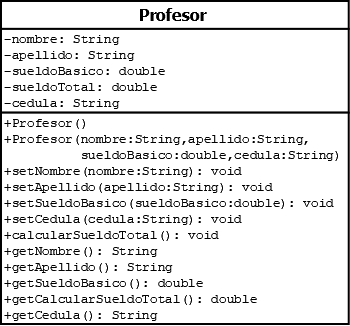 Profesor
-nombre: String
-apellido: String
-sueldoBasico: double
-sueldoTotal: double
-cedula: String
+Profesor()
+Profesor(nombre:String,apellido:String,
sueldoBasico:double,cedula:String)
+setNombre(nombre:String): void
+setApellido(apellido:String): void
+setSueldoBasico(sueldoBasico:double): void
+setCedula(cedula:String): void
+calcularSueldoTotal(): void
+getNombre(): String
+getApellido(): String
+getSueldoBasico(): double
+getCalcularSueldoTotal(): double
+getCedula(): String